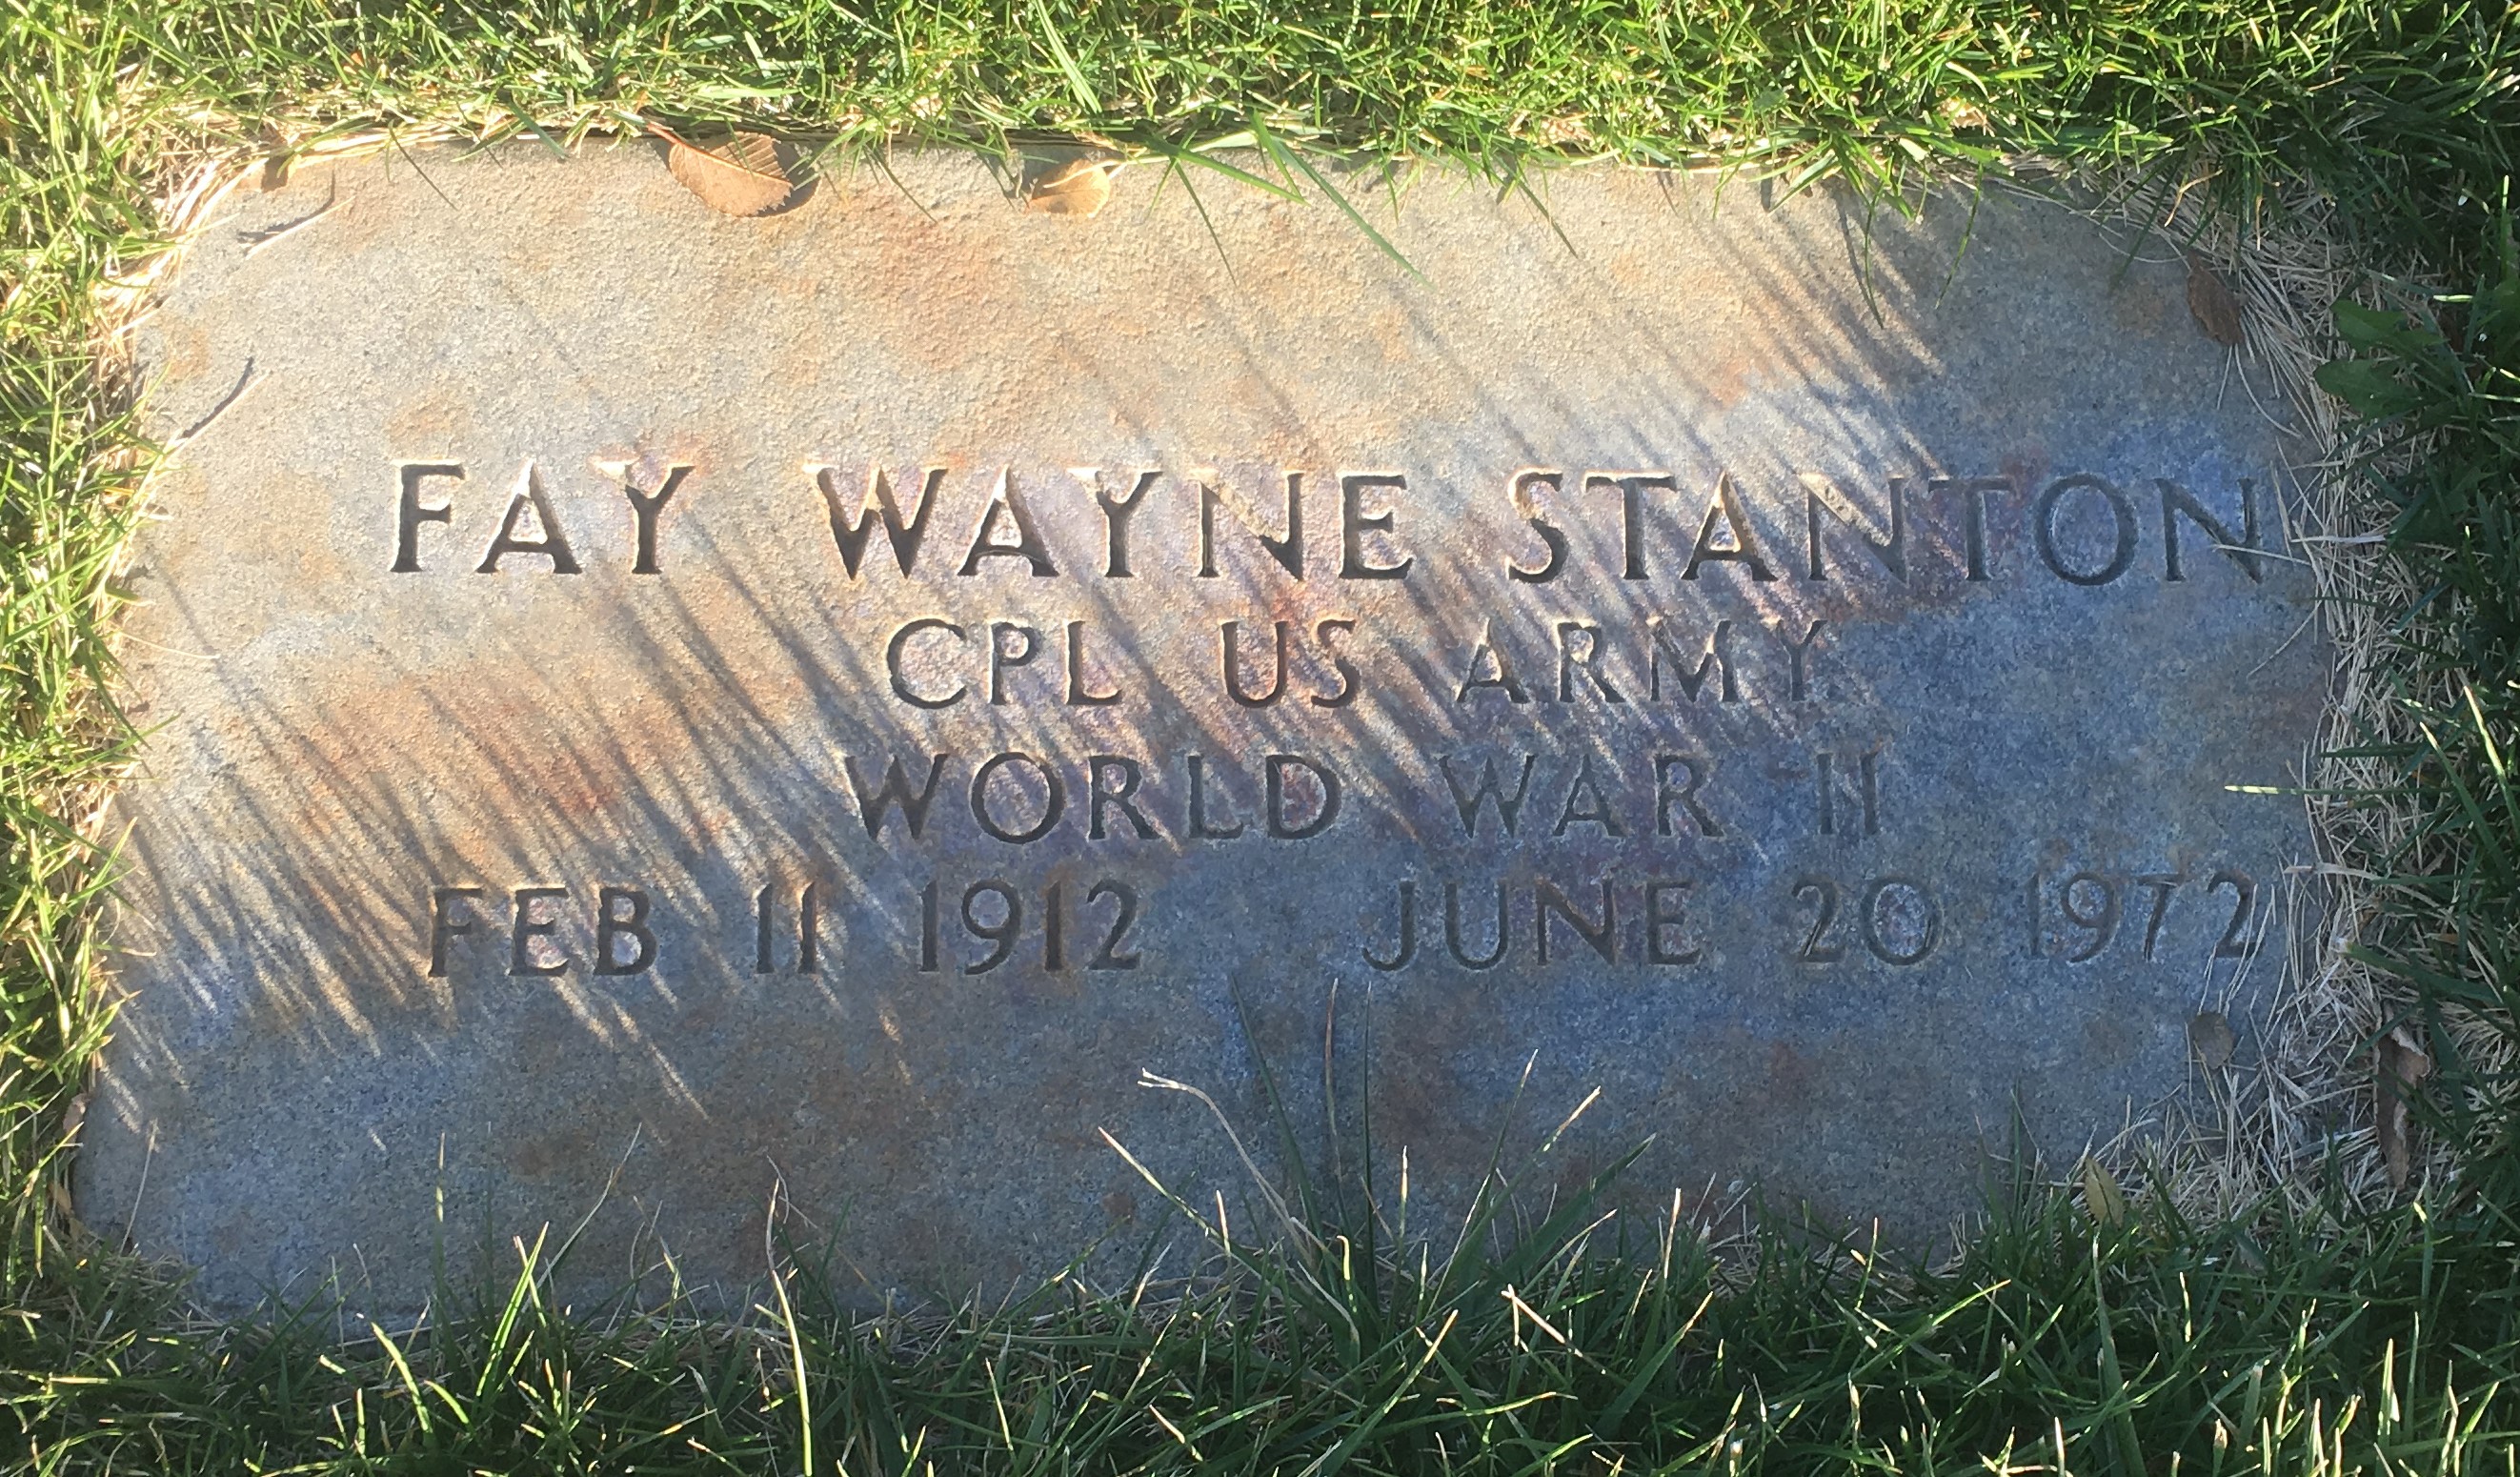 FAY WAYNE STANTON
CPL US ARMY
WORLD WAR II
FEB 11 1912 JUNE 20 1972